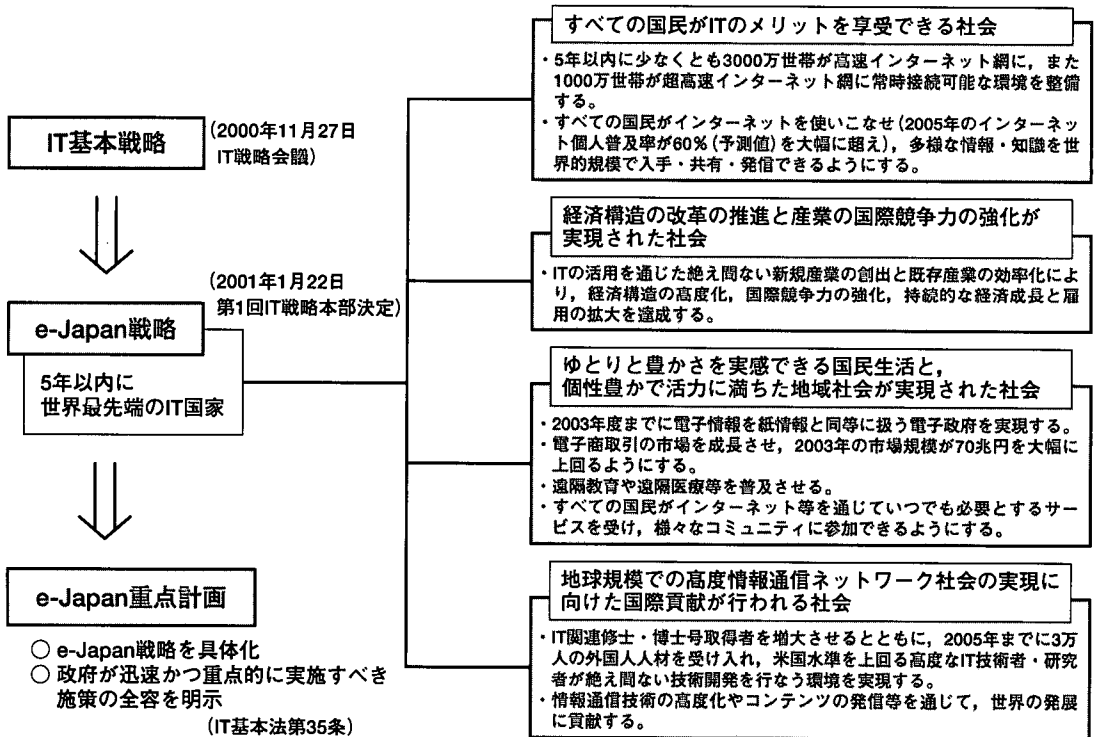 IT基本戦略
(2000年11月27日
IT戦略会議)
e-Japan戦略
(2001年1月22日
第1回IT戦略本部決定)
5年以内に
世界最先端のIT国家
e-Japan重点計画
○ e-Japan戦略を具体化
○ 政府が迅速かつ重点的に実施すべき
施策の全容を明示
(IT基本法第35条)
すべての国民がITのメリットを享受できる社会
・5年以内に少なくとも3000万世帯が高速インターネット網に，また
1000万世帯が超高速インターネット網に常時接続可能な環境を整備
する。
・すべての国民がインターネットを使いこなせ(2005年のインターネッ
ト個人普及率が60%(予測値)を大幅に超え)，多様な情報・知識を世
界的規模で入手・共有・発信できるようにする。
経済構造の改革の推進と産業の国際競争力の強化が
実現された社会
・ITの活用を通じた絶え間ない新規産業の創出と既存産業の効率化によ
り，経済構造の高度化，国際競争力の強化，持続的な経済成長と雇
用の拡大を達成する。
ゆとりと豊かさを実感できる国民生活と，
個性豊かで活力に満ちた地域社会が実現された社会
・2003年度までに電子情報を紙情報と同等に扱う電子政府を実現する。
・電子商取引の市場を成長させ，2003年の市場規模が70兆円を大幅に
上回るようにする。
・遠隔教育や遠隔医療等を普及させる。
・すべての国民がインターネット等を通じていつでも必要とするサー
ビスを受け，様々なコミュニティに参加できるようにする。
地球規模での高度情報通信ネットワーク社会の実現に
向けた国際貢献が行われる社会
・IT関連修士・博士号取得者を増大させるとともに，2005年までに3万
人の外国人人材を受け入れ，米国水準を上回る高度なIT技術者・研究
者が絶え間ない技術開発を行なう環境を実現する。
・情報通信技術の高度化やコンテンツの発信等を通じて，世界の発展
に貢献する。